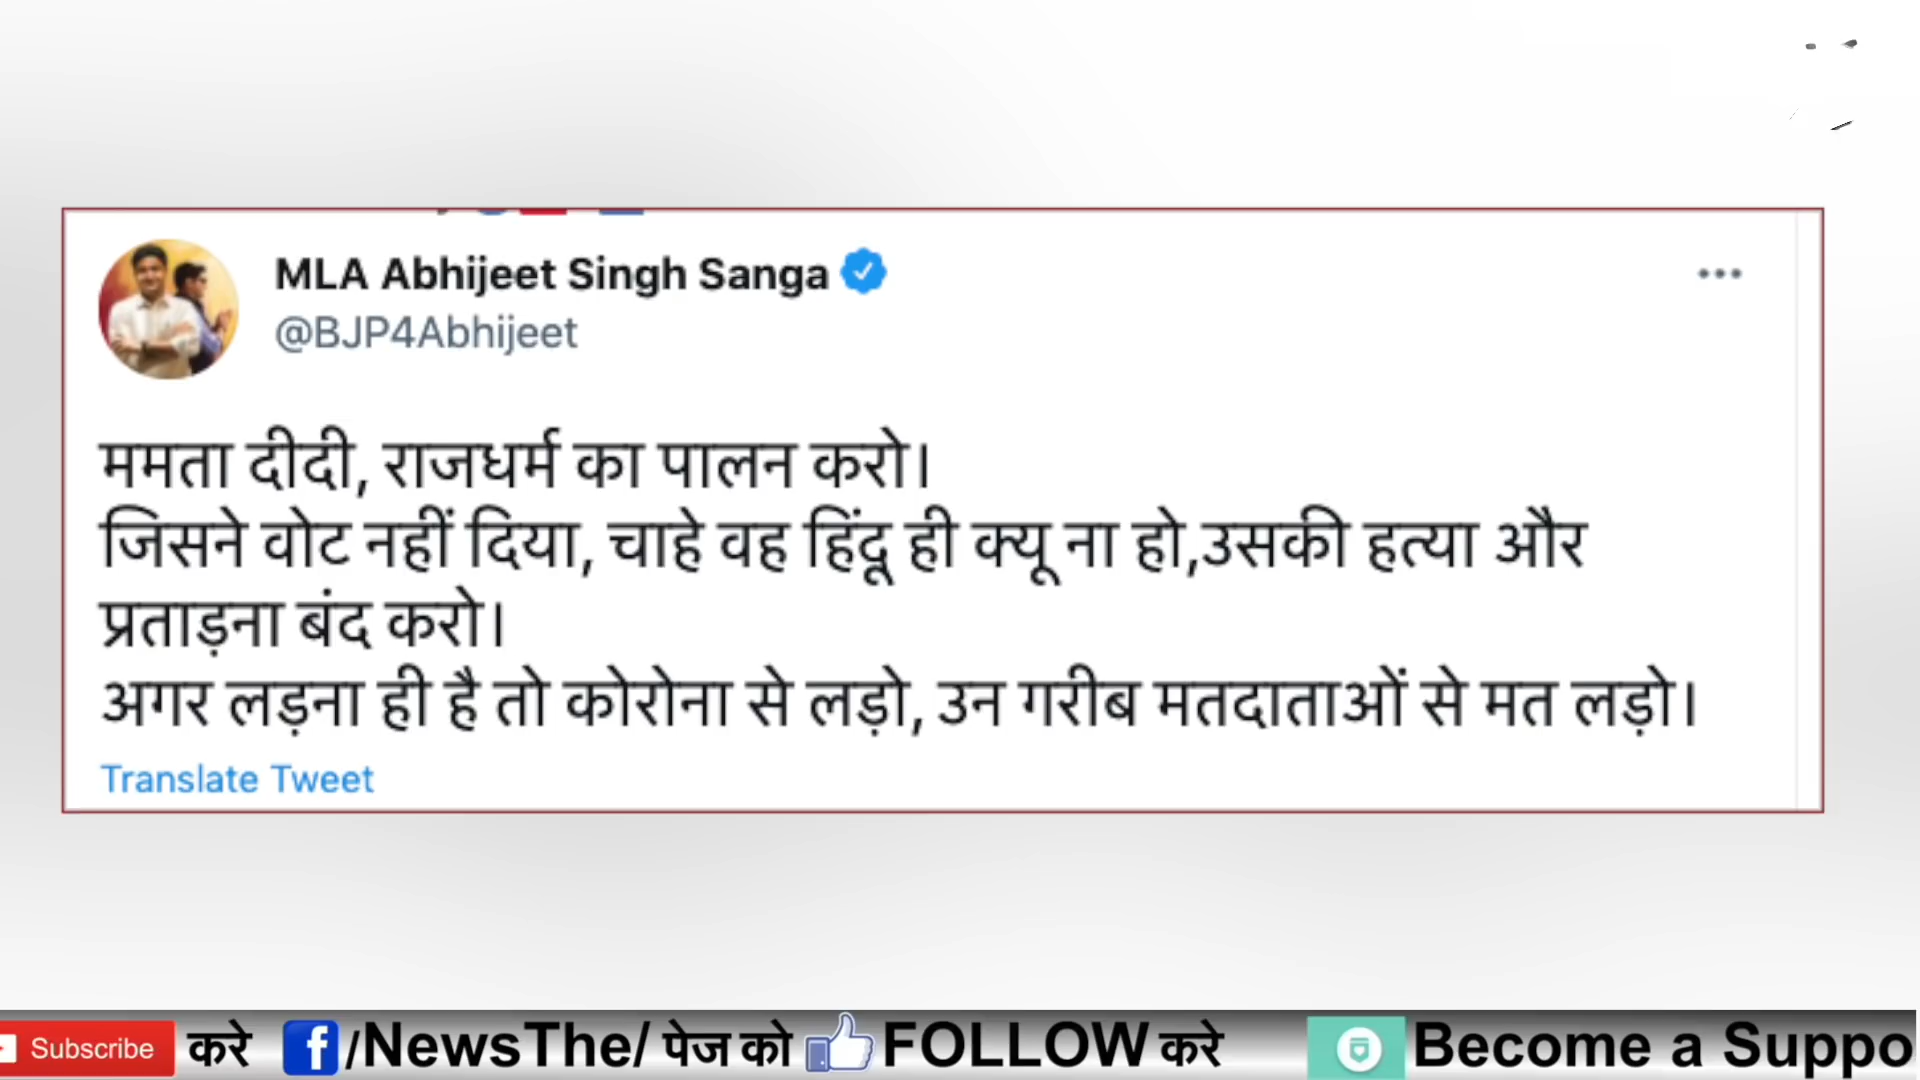 MLA Abhijeet Singh Sanga
@BJP4Abhijeet
ममता दीदी, राजधर्म का पालन करो।
जिसने वोट नहीं दिया, चाहे वह हिंदू ही क्यू ना हो,उसकी हत्या और
प्रताड़ना बंद करो।
अगर लड़ना ही है तो कोरोना से लड़ो, उन गरीब मतदाताओं से मत लड़ो।
Translate Tweet
Subscribe करे f/NewsThe/ पेज को FOLLOW करे Become a Suppo